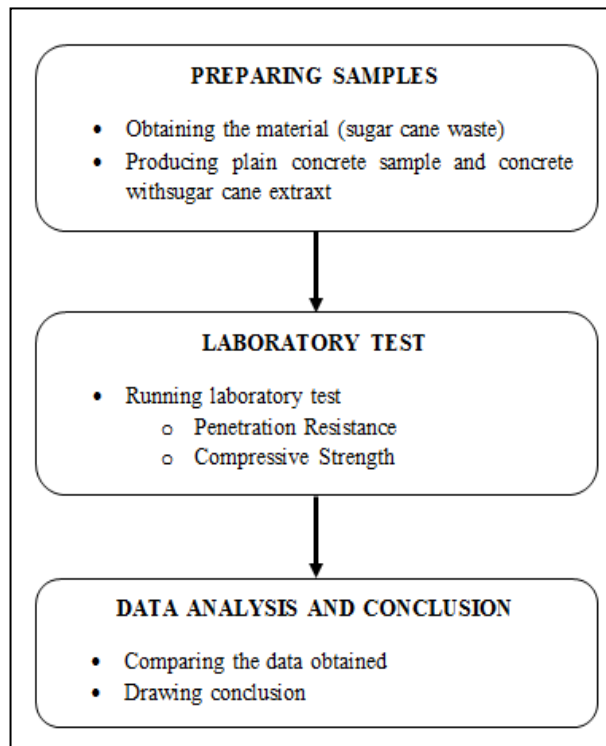 PREPARING SAMPLES
• Obtaining the material (sugar cane waste)
• Producing plain concrete sample and concrete
withsugar cane extraxt
LABORATORY TEST
• Running laboratory test
o Penetration Resistance
o Compressive Strength
DATA ANALYSIS AND CONCLUSION
• Comparing the data obtained
• Drawing conclusion